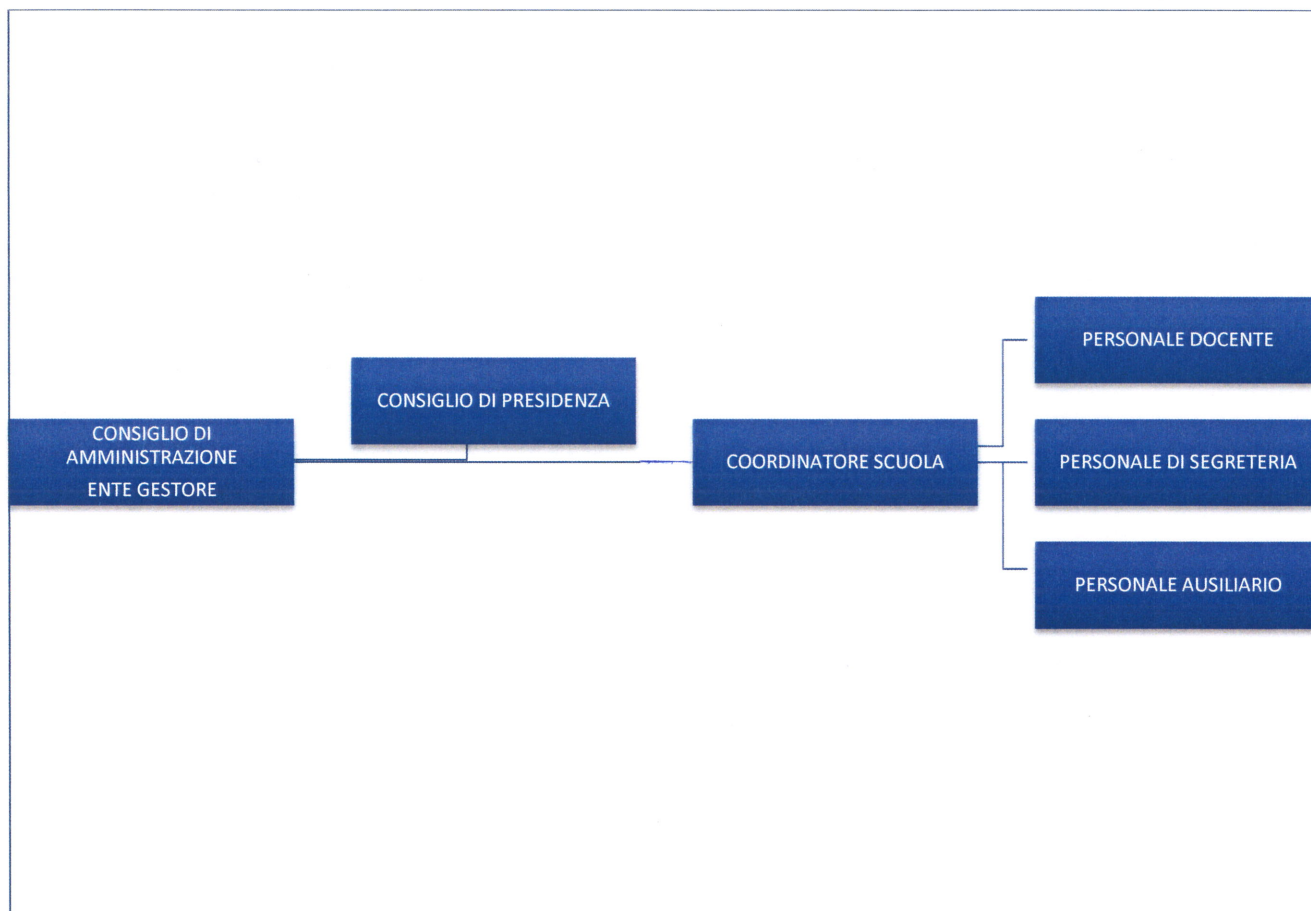 CONSIGLIO DI
AMMINISTRAZIONE
ENTE GESTORE
CONSIGLIO DI PRESIDENZA
COORDINATORE SCUOLA
PERSONALE DOCENTE
PERSONALE DI SEGRETERIA
PERSONALE AUSILIARIO